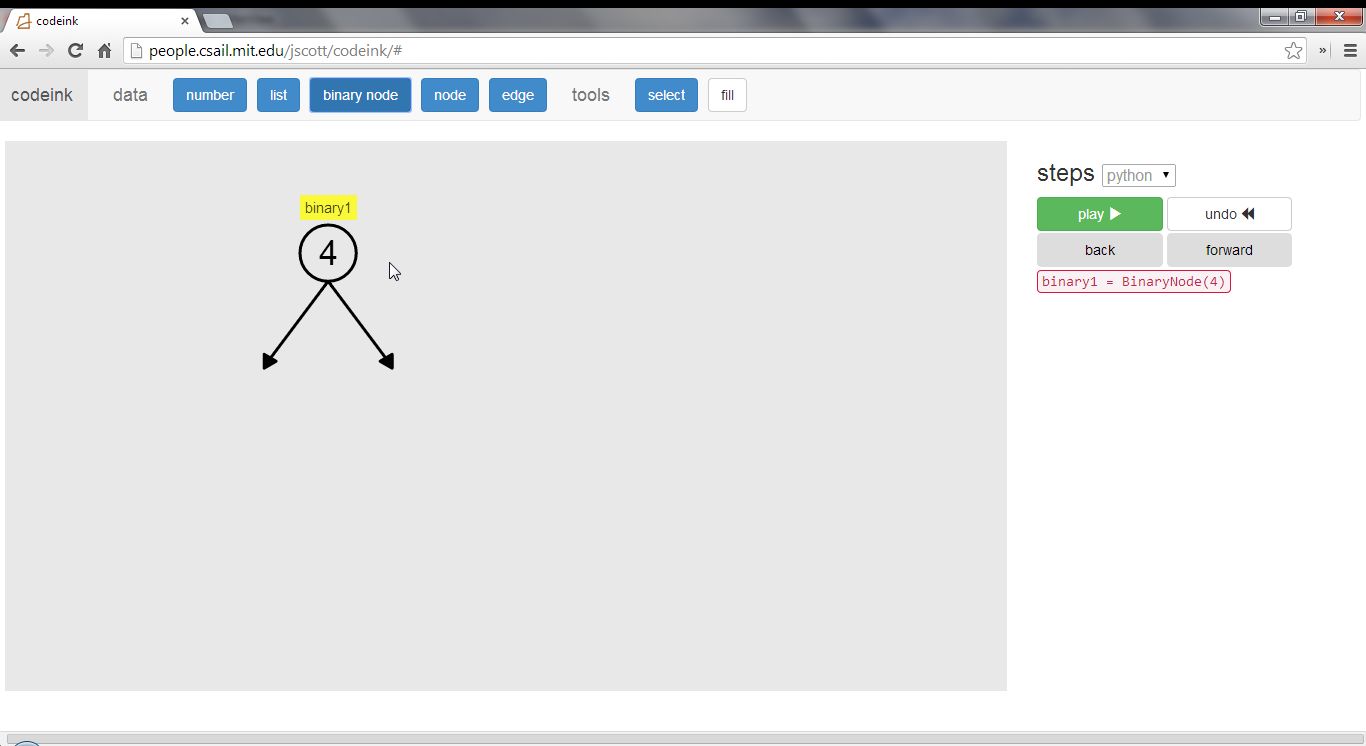 codeink
people.csail.mit.edu/jscott/codeink/#
codeink data number list binary node node edge tools select fill
steps python
play undo
back forward
binary1 = BinaryNode(4)
binary1
4